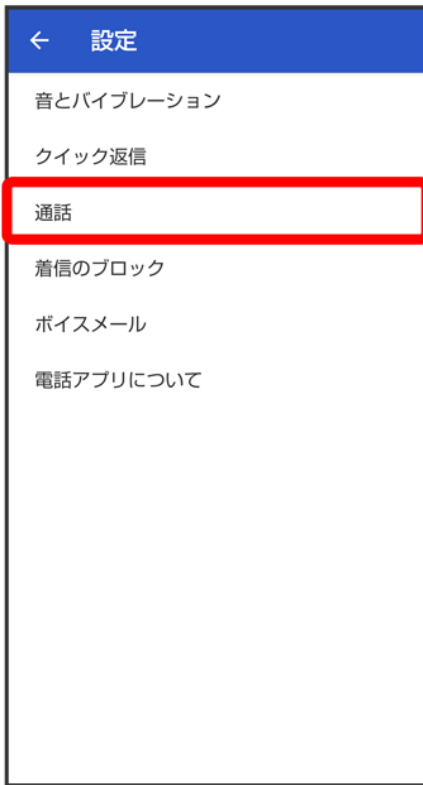 設定
音とバイブレーション
クイック返信
通話
着信のブロック
ボイスメール
電話アプリについて